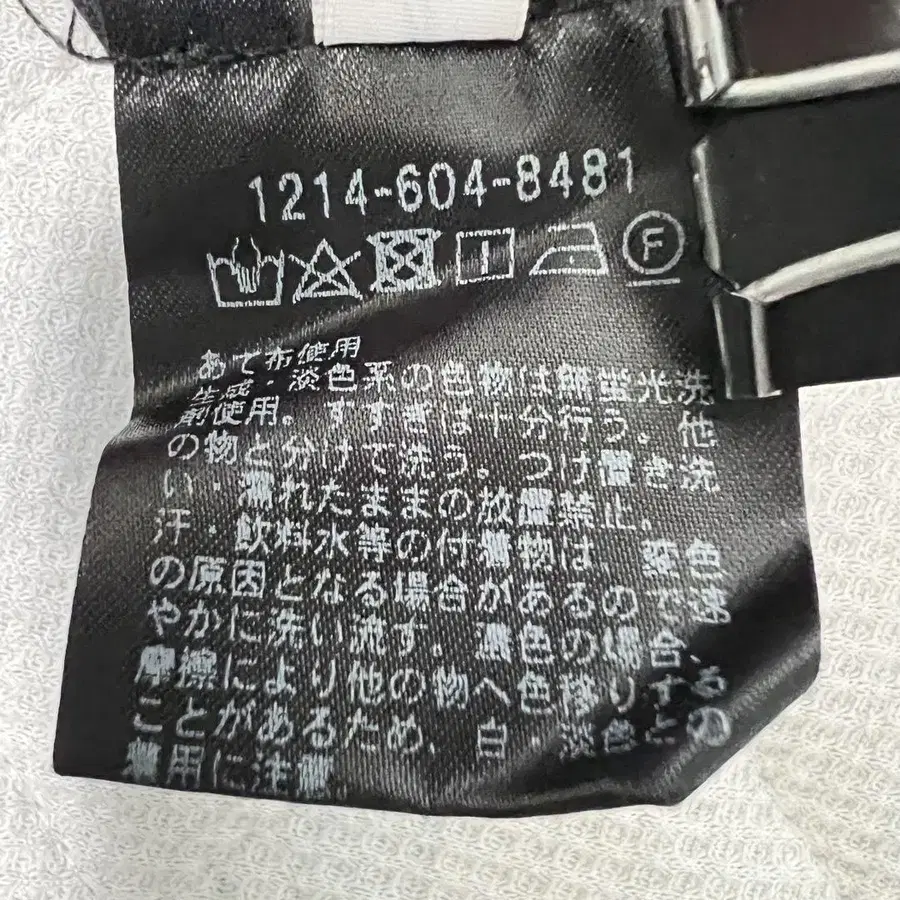 1214-604-8481
F
あて布使用
生成・淡色系の色物は無蛍光洗
剤使用。すすぎは十分行う。他
の物と分けて洗う。つけ置き洗
い・濡れたままの放置禁止。
汗・飲料水等の付着物は、変色
の原因となる場合があるので速
やかに洗い流す。濃色の場合、
摩擦により他の物へ色移りする
ことがあるため、白・淡色との
着用に注意